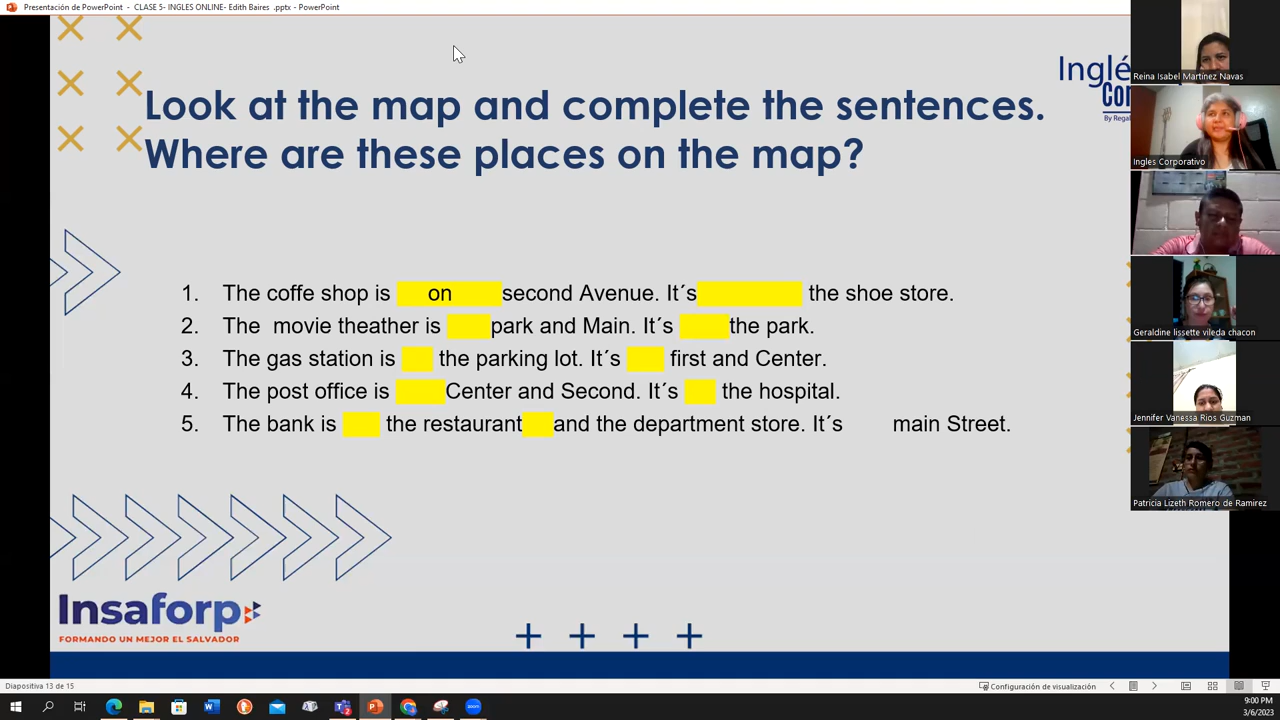 Presentación de PowerPoint - CLASE 5- INGLES ONLINE- Edith Baires .pptx - PowerPoint
Look at the map and complete the sentences.
Where are these places on the map?
1. The coffe shop is on second Avenue. It´s the shoe store.
2. The movie theather is park and Main. It´s the park.
3. The gas station is the parking lot. It´s first and Center.
4. The post office is Center and Second. It´s the hospital.
5. The bank is the restaurant and the department store. It´s main Street.
Insaforp
FORMANDO UN MEJOR EL SALVADOR
Reina Isabel Martínez Navas
Ingles Corporativo
Geraldine lissette vileda chacon
Jennifer Vanessa Rios Guzman
Patricia Lizeth Romero de Ramirez
Diapositiva 13 de 15
Configuración de visualización
9:00 PM
3/6/2023